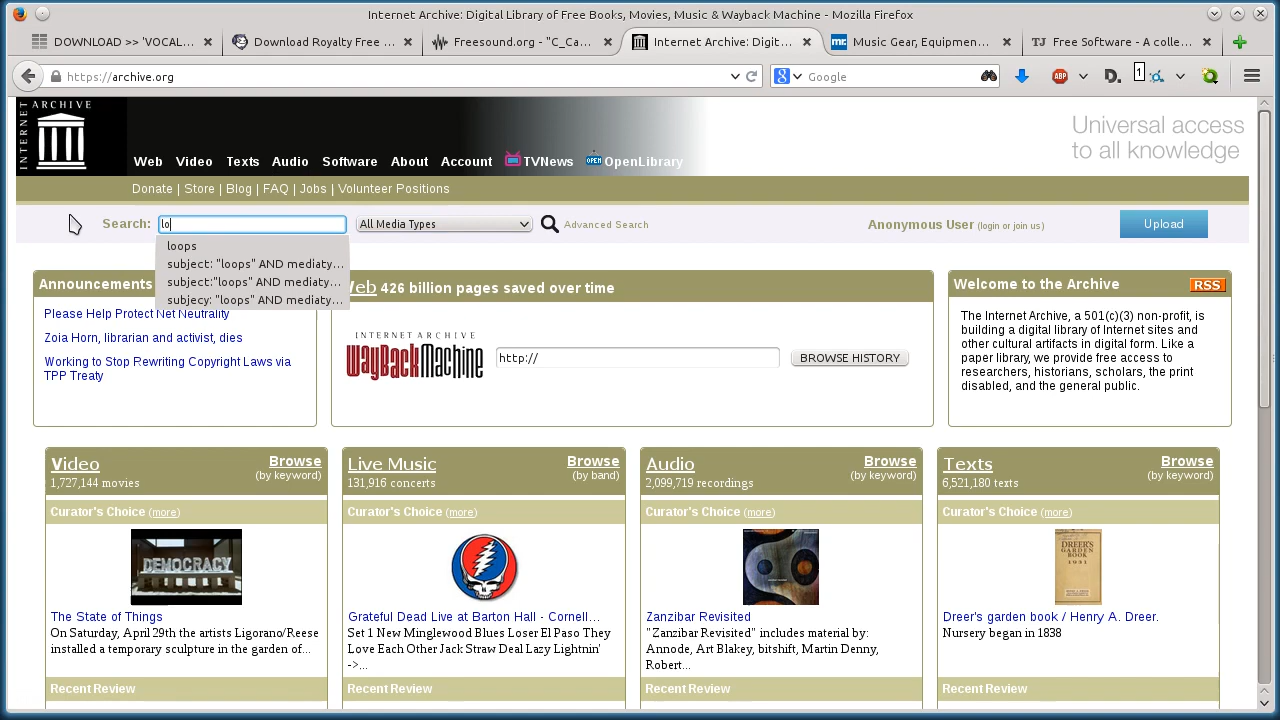 Internet Archive: Digital Library of Free Books, Movies, Music & Wayback Machine - Mozilla Firefox
DOWNLOAD >> 'VOCAL...
Download Royalty Free ...
Freesound.org - "C_Ca...
Internet Archive: Digit...
mr.
Music Gear, Equipmen...
TJ
Free Software - A colle...
https://archive.org
8
Google
ABP
D.
1
INTERNET ARCHIVE
Universal access
to all knowledge
Web Video Texts Audio Software About Account TVNews OPEN OpenLibrary
Donate | Store | Blog | FAQ | Jobs | Volunteer Positions
Search: lo All Media Types Advanced Search
Anonymous User (login or join us)
Upload
loops
subject: "loops" AND mediaty...
subject:"loops" AND mediaty...
subjecy: "loops" AND mediaty...
Announcements
Please Help Protect Net Neutrality
Zoia Horn, librarian and activist, dies
Working to Stop Rewriting Copyright Laws via
TPP Treaty
Web 426 billion pages saved over time
INTERNET ARCHIVE
WayBackMachine
http://
BROWSE HISTORY
Welcome to the Archive RSS
The Internet Archive, a 501(c)(3) non-profit, is
building a digital library of Internet sites and
other cultural artifacts in digital form. Like a
paper library, we provide free access to
researchers, historians, scholars, the print
disabled, and the general public.
Video Browse
1,727,144 movies (by keyword)
Curator's Choice (more)
DEMOCRACY
The State of Things
On Saturday, April 29th the artists Ligorano/Reese
installed a temporary sculpture in the garden of...
Recent Review
Live Music Browse
131,916 concerts (by band)
Curator's Choice (more)
Grateful Dead Live at Barton Hall - Cornell...
Set 1 New Minglewood Blues Loser El Paso They
Love Each Other Jack Straw Deal Lazy Lightnin'
->...
Recent Review
Audio Browse
2,099,719 recordings (by keyword)
Curator's Choice (more)
Zanzibar Revisited
"Zanzibar Revisited" includes material by:
Annode, Art Blakey, bitshift, Martin Denny,
Robert...
Recent Review
Texts Browse
6,521,180 texts (by keyword)
Curator's Choice (more)
DREER'S
GARDEN
BOOK
1931
Dreer's garden book / Henry A. Dreer.
Nursery began in 1838
Recent Review